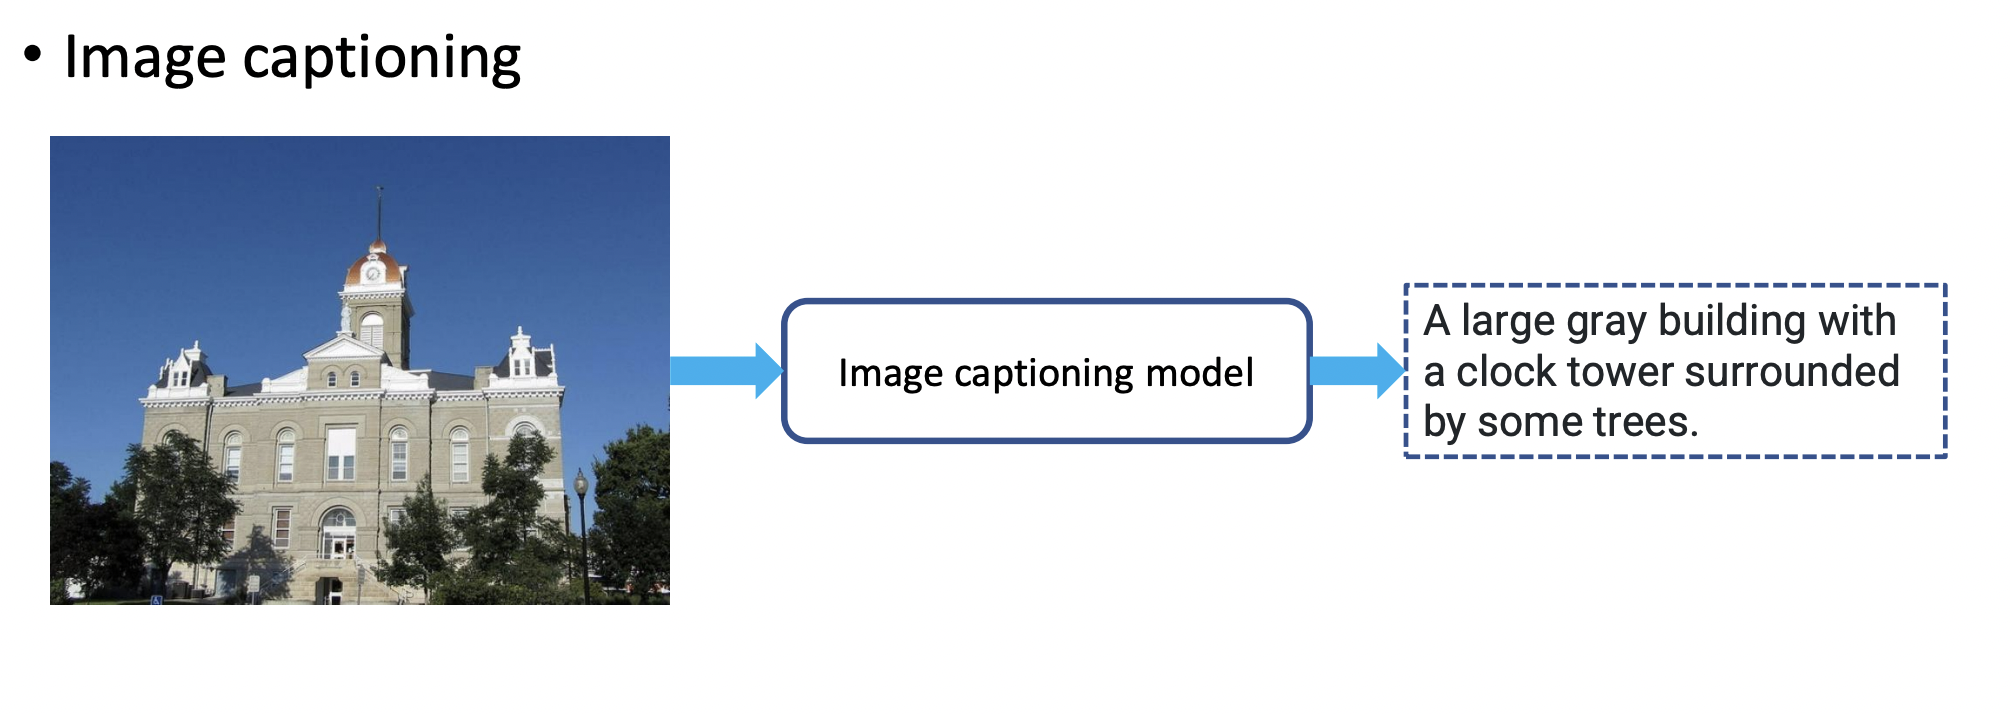 • Image captioning
Image captioning model
A large gray building with
a clock tower surrounded
by some trees.